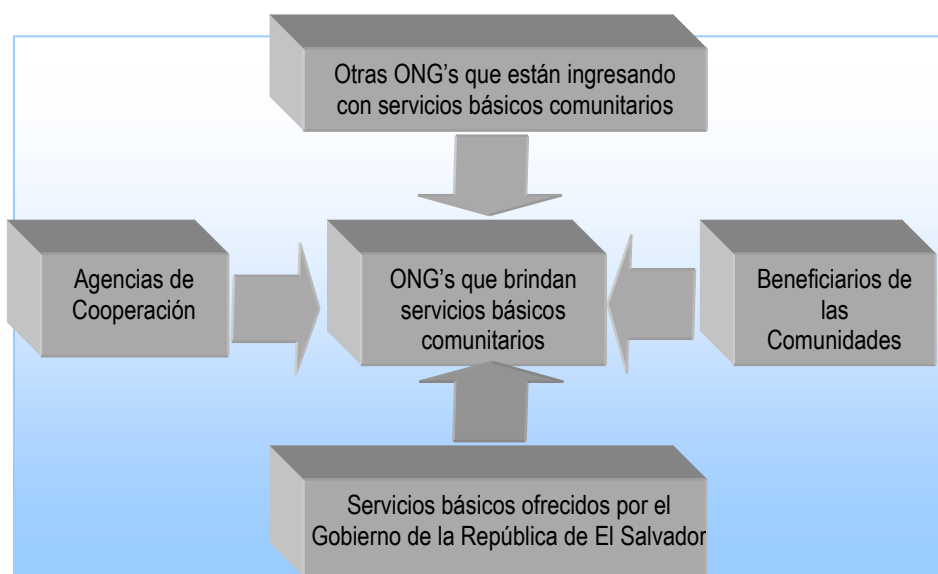 Otras ONG’s que están ingresando
con servicios básicos comunitarios
Agencias de
Cooperación
ONG’s que brindan
servicios básicos
comunitarios
Beneficiarios de
las
Comunidades
Servicios básicos ofrecidos por el
Gobierno de la República de El Salvador